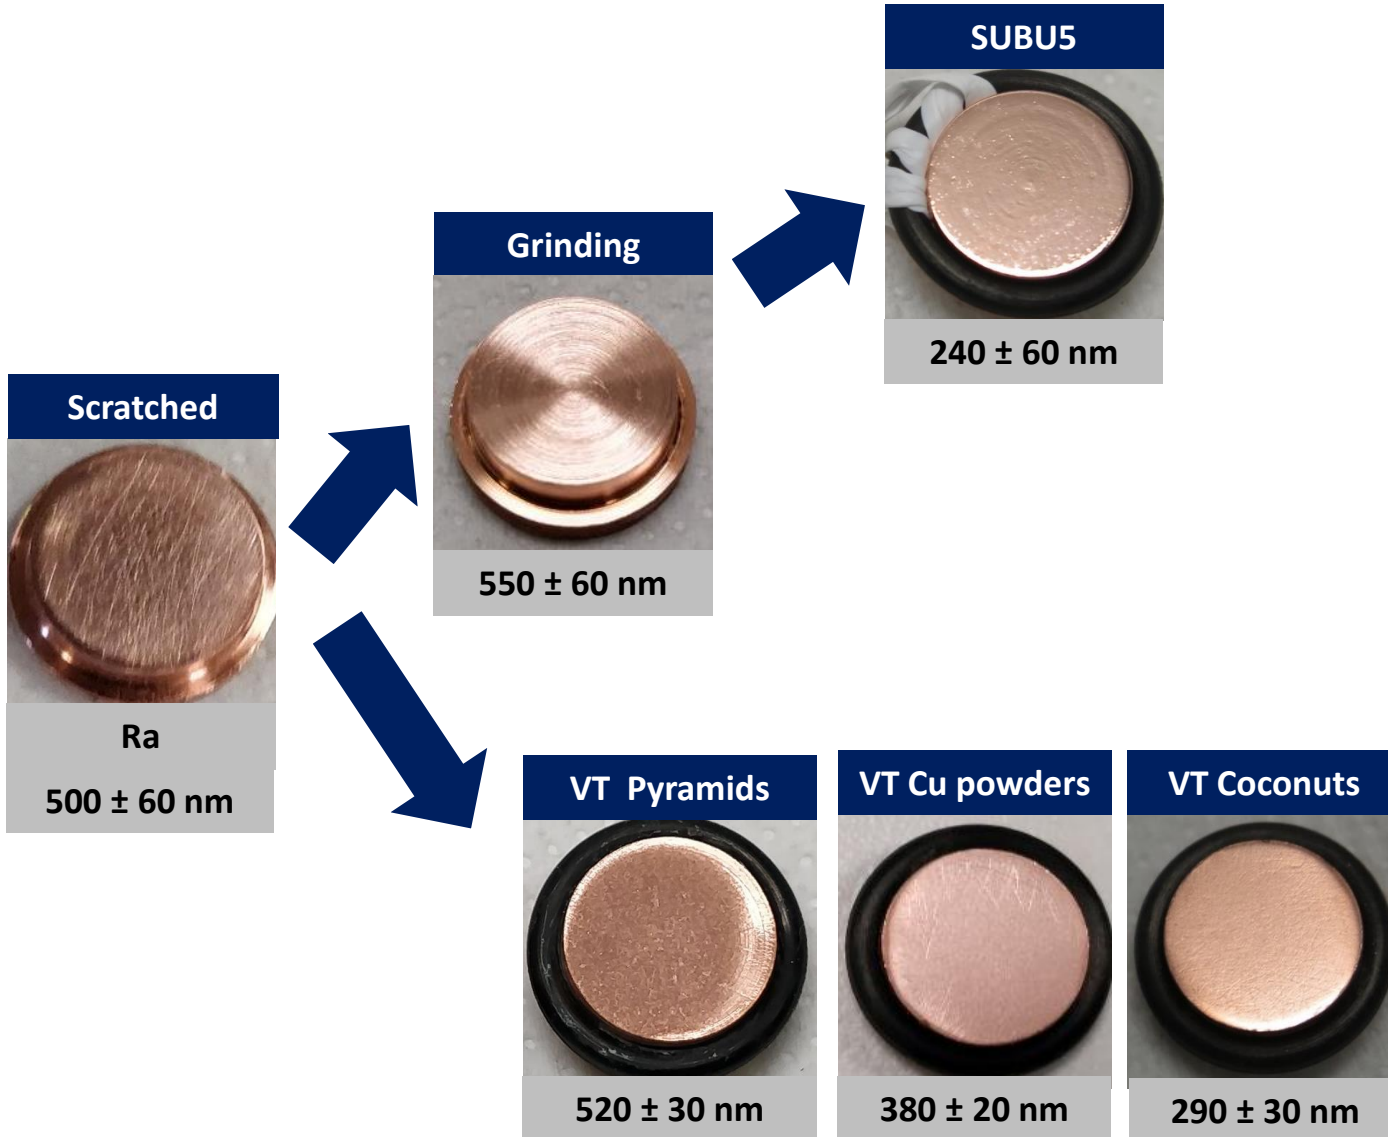 SUBU5
240 ± 60 nm
Grinding
550 ± 60 nm
Scratched
Ra
500 ± 60 nm
VT Pyramids
520 ± 30 nm
VT Cu powders
380 ± 20 nm
VT Coconuts
290 ± 30 nm